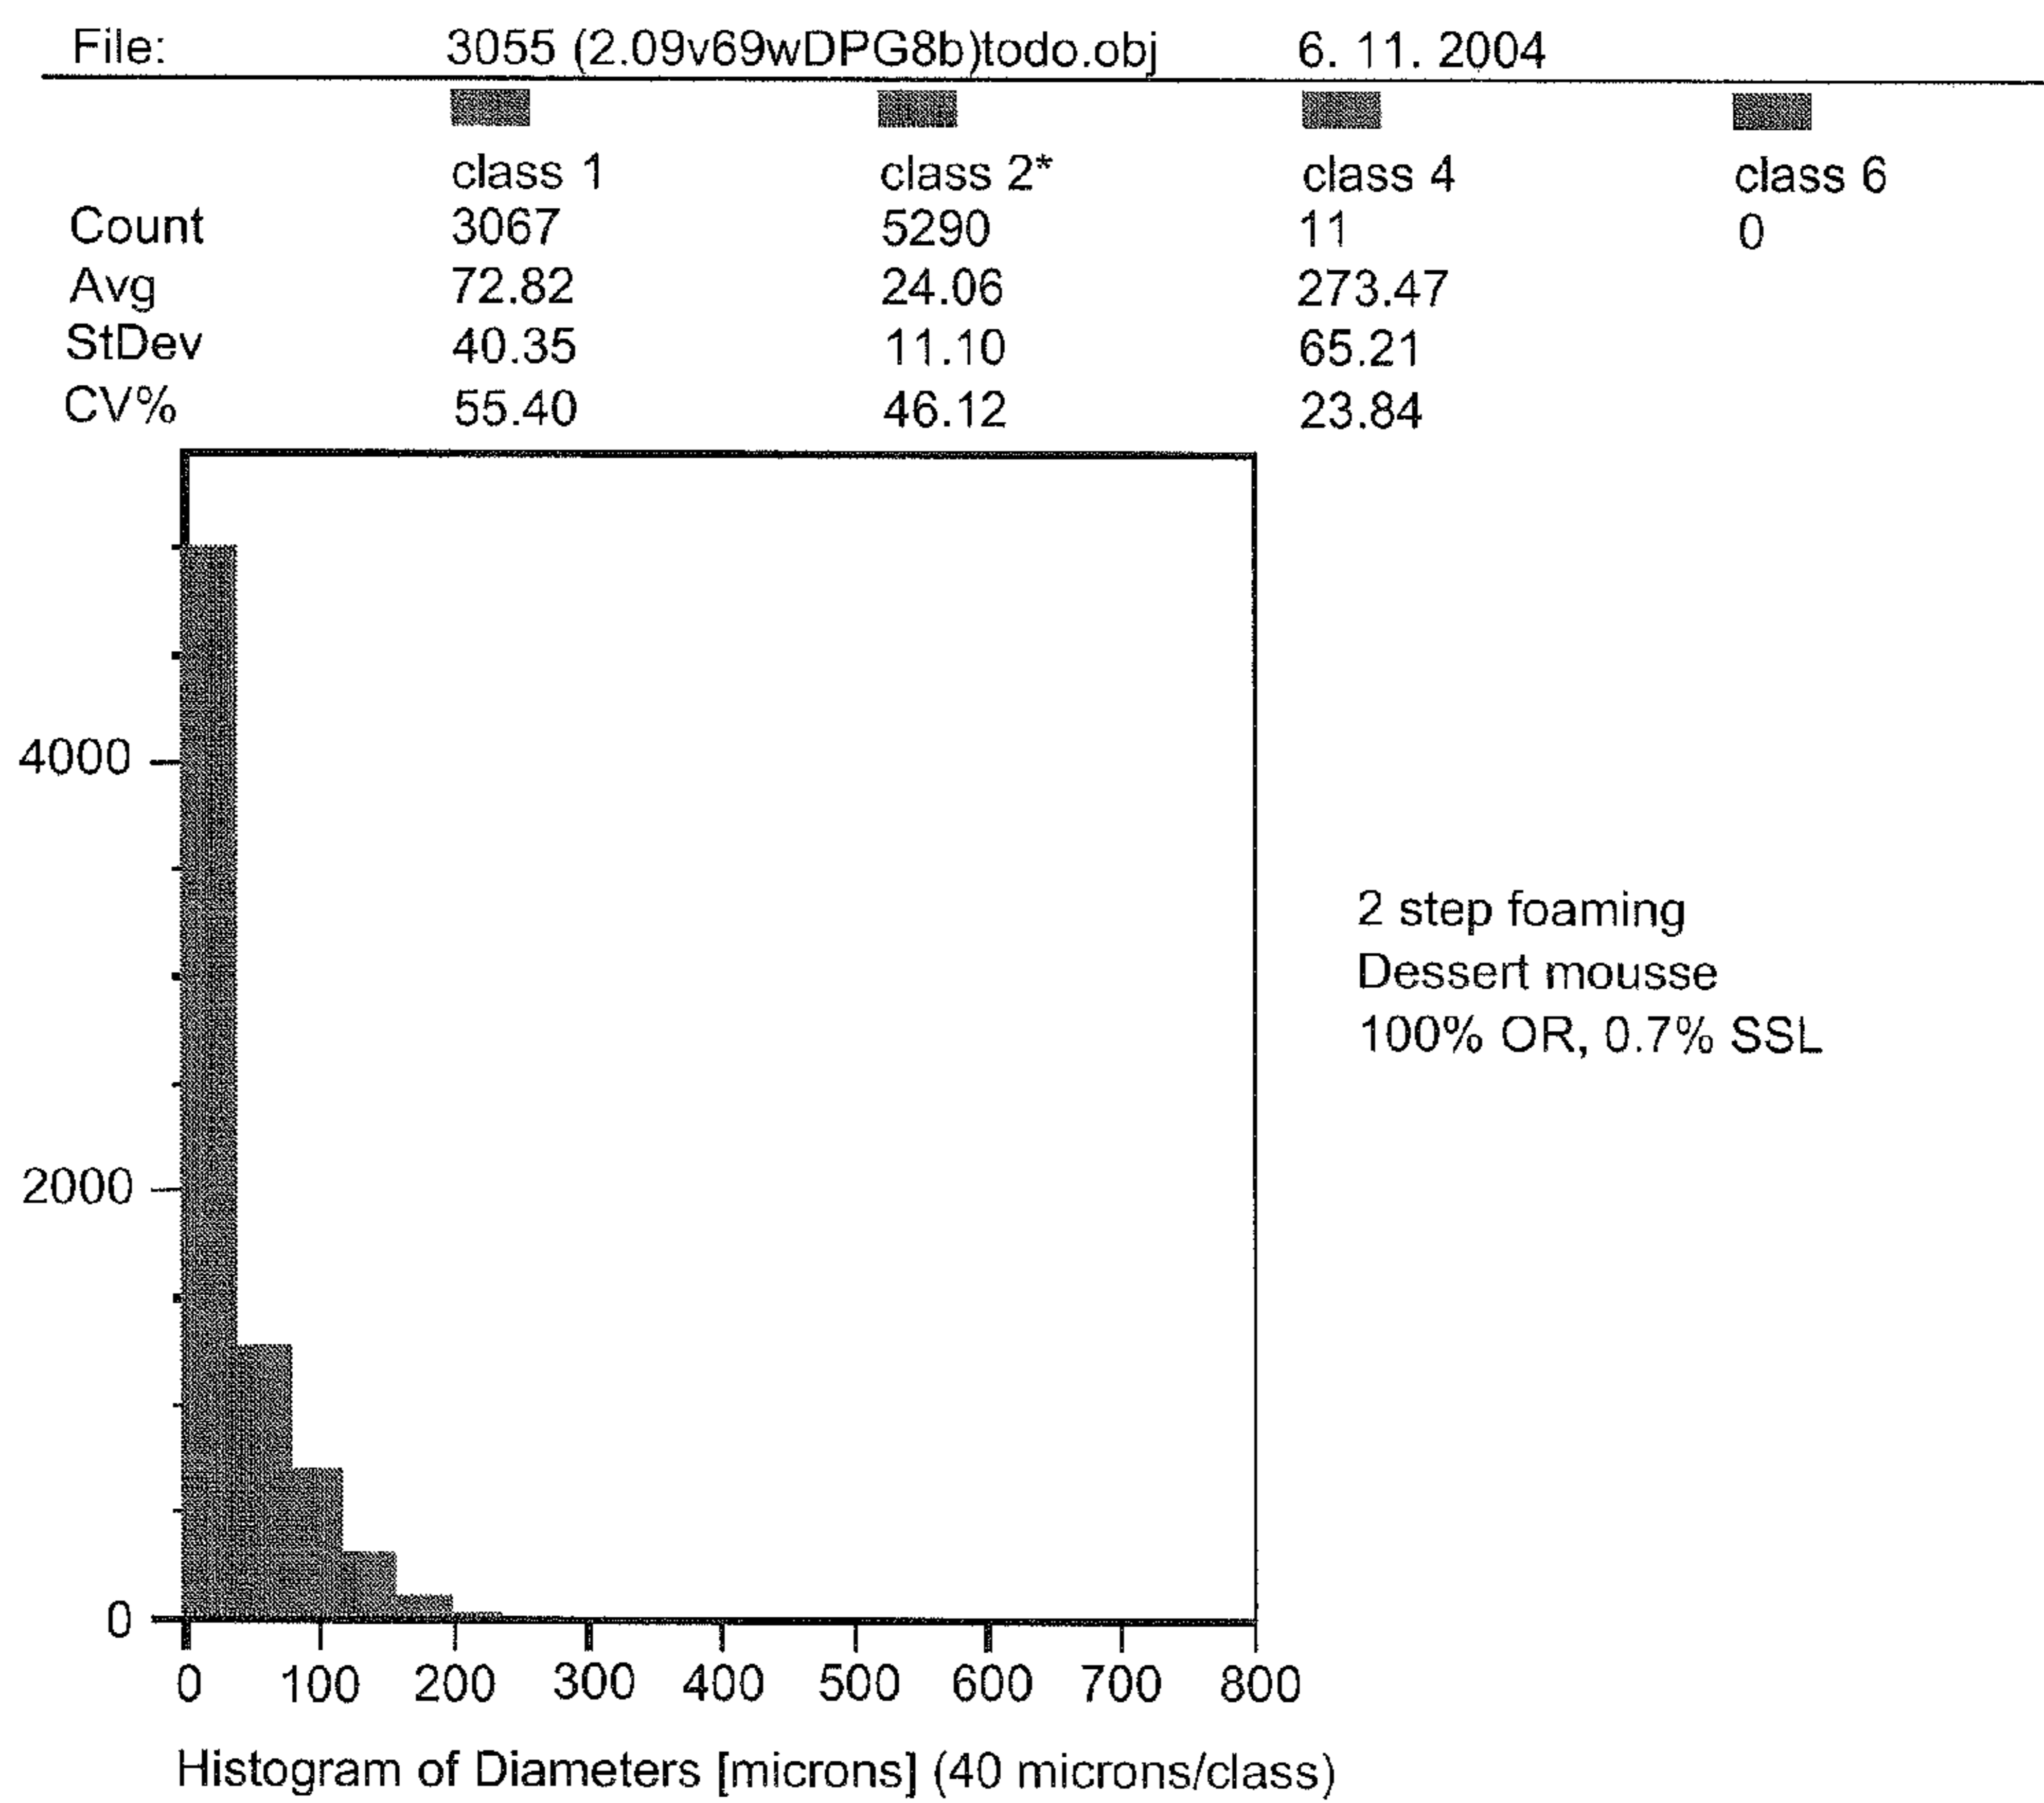 File: 3055 (2.09v69wDPG8b)todo.obj 6. 11. 2004
class 1 class 2* class 4 class 6
Count 3067 5290 11 0
Avg 72.82 24.06 273.47
StDev 40.35 11.10 65.21
CV% 55.40 46.12 23.84
4000
2 step foaming
Dessert mousse
100% OR, 0.7% SSL
2000
0
0 100 200 300 400 500 600 700 800
Histogram of Diameters [microns] (40 microns/class)